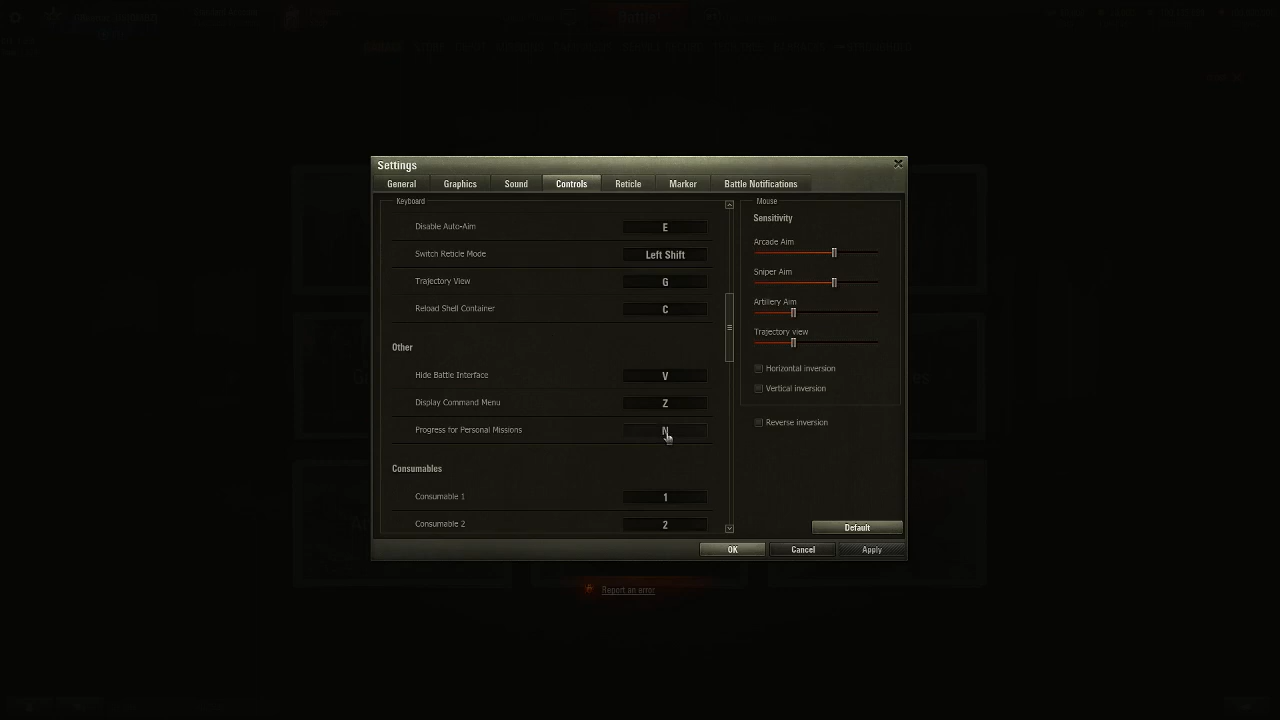 Battle!
Settings
General
Graphics
Sound
Controls
Reticle
Marker
Battle Notifications
Keyboard
Disable Auto-Aim E
Switch Reticle Mode Left Shift
Trajectory View G
Reload Shell Container C
Other
Hide Battle Interface V
Display Command Menu Z
Progress for Personal Missions N
Consumables
Consumable 1 1
Consumable 2 2
Mouse
Sensitivity
Arcade Aim
Sniper Aim
Artillery Aim
Trajectory view
Horizontal inversion
Vertical inversion
Reverse inversion
Default
OK
Cancel
Apply
Report an error